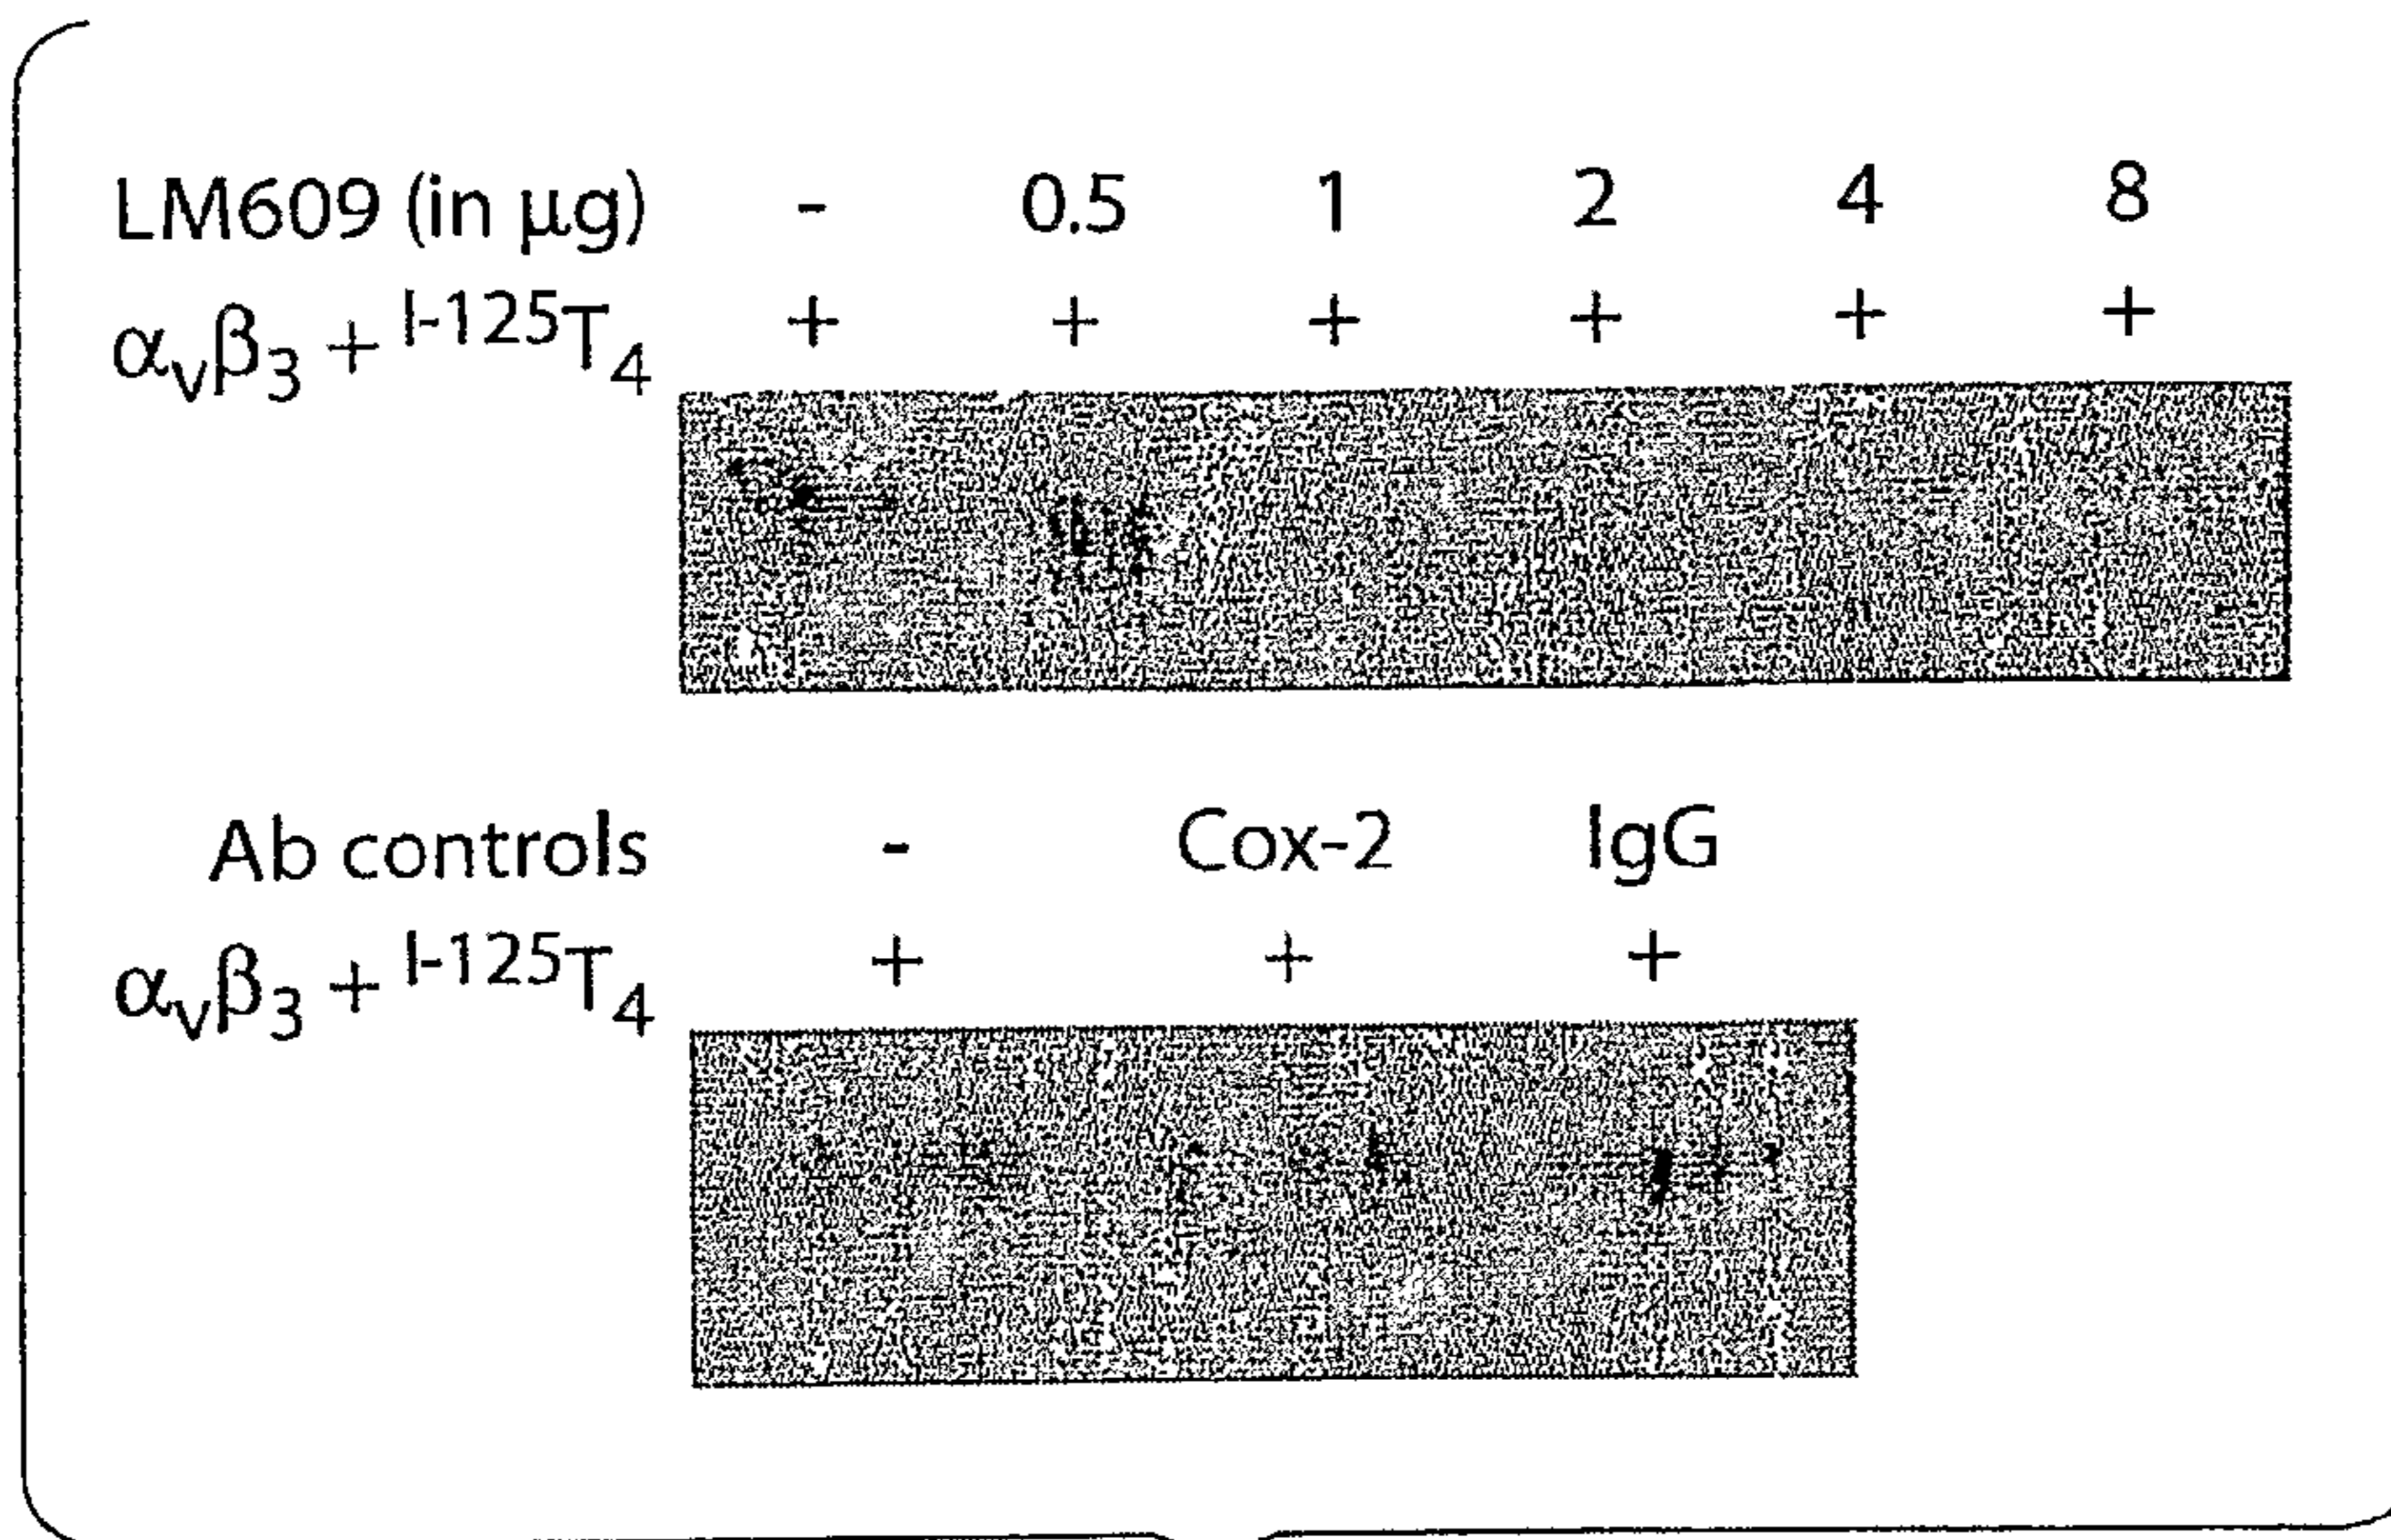 LM609 (in μg) - 0.5 1 2 4 8
αvβ3 + I-125T4 + + + + + +
Ab controls - Cox-2 IgG
αvβ3 + I-125T4 + + +